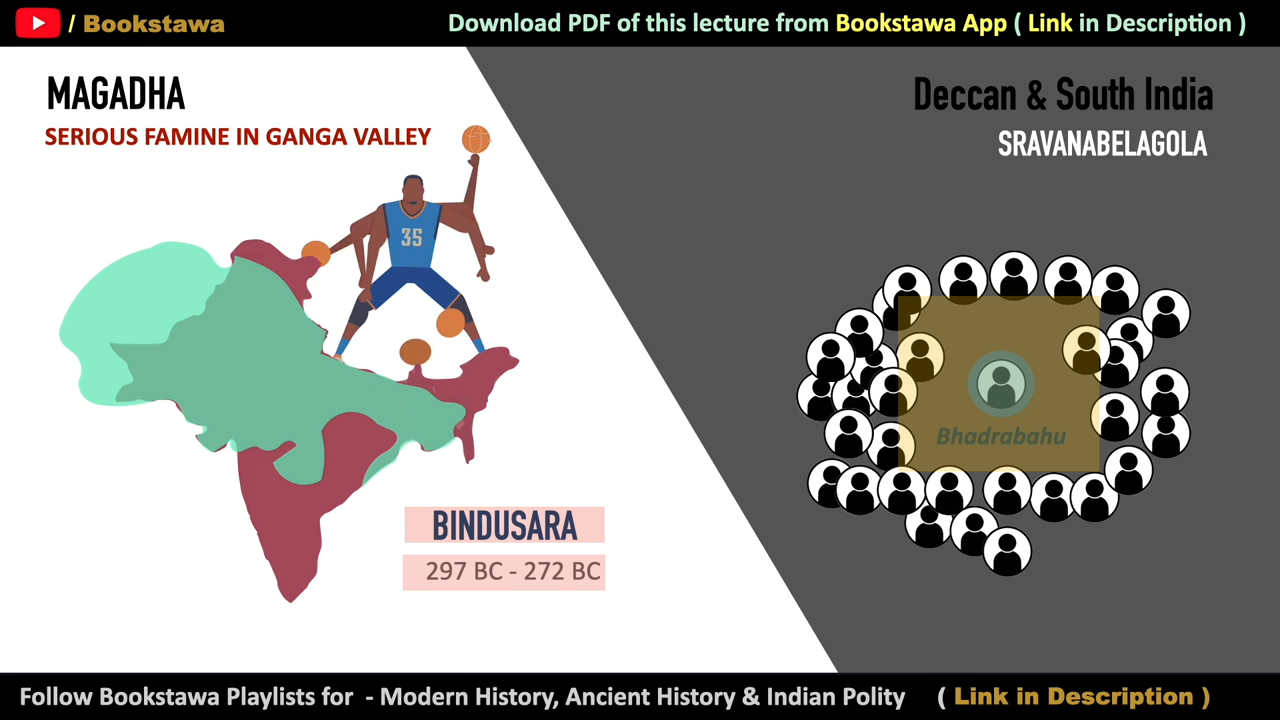 / Bookstawa
Download PDF of this lecture from Bookstawa App ( Link in Description )
MAGADHA
SERIOUS FAMINE IN GANGA VALLEY
35
BINDUSARA
297 BC - 272 BC
Deccan & South India
SRAVANABELAGOLA
Bhadrabahu
Follow Bookstawa Playlists for - Modern History, Ancient History & Indian Polity ( Link in Description )